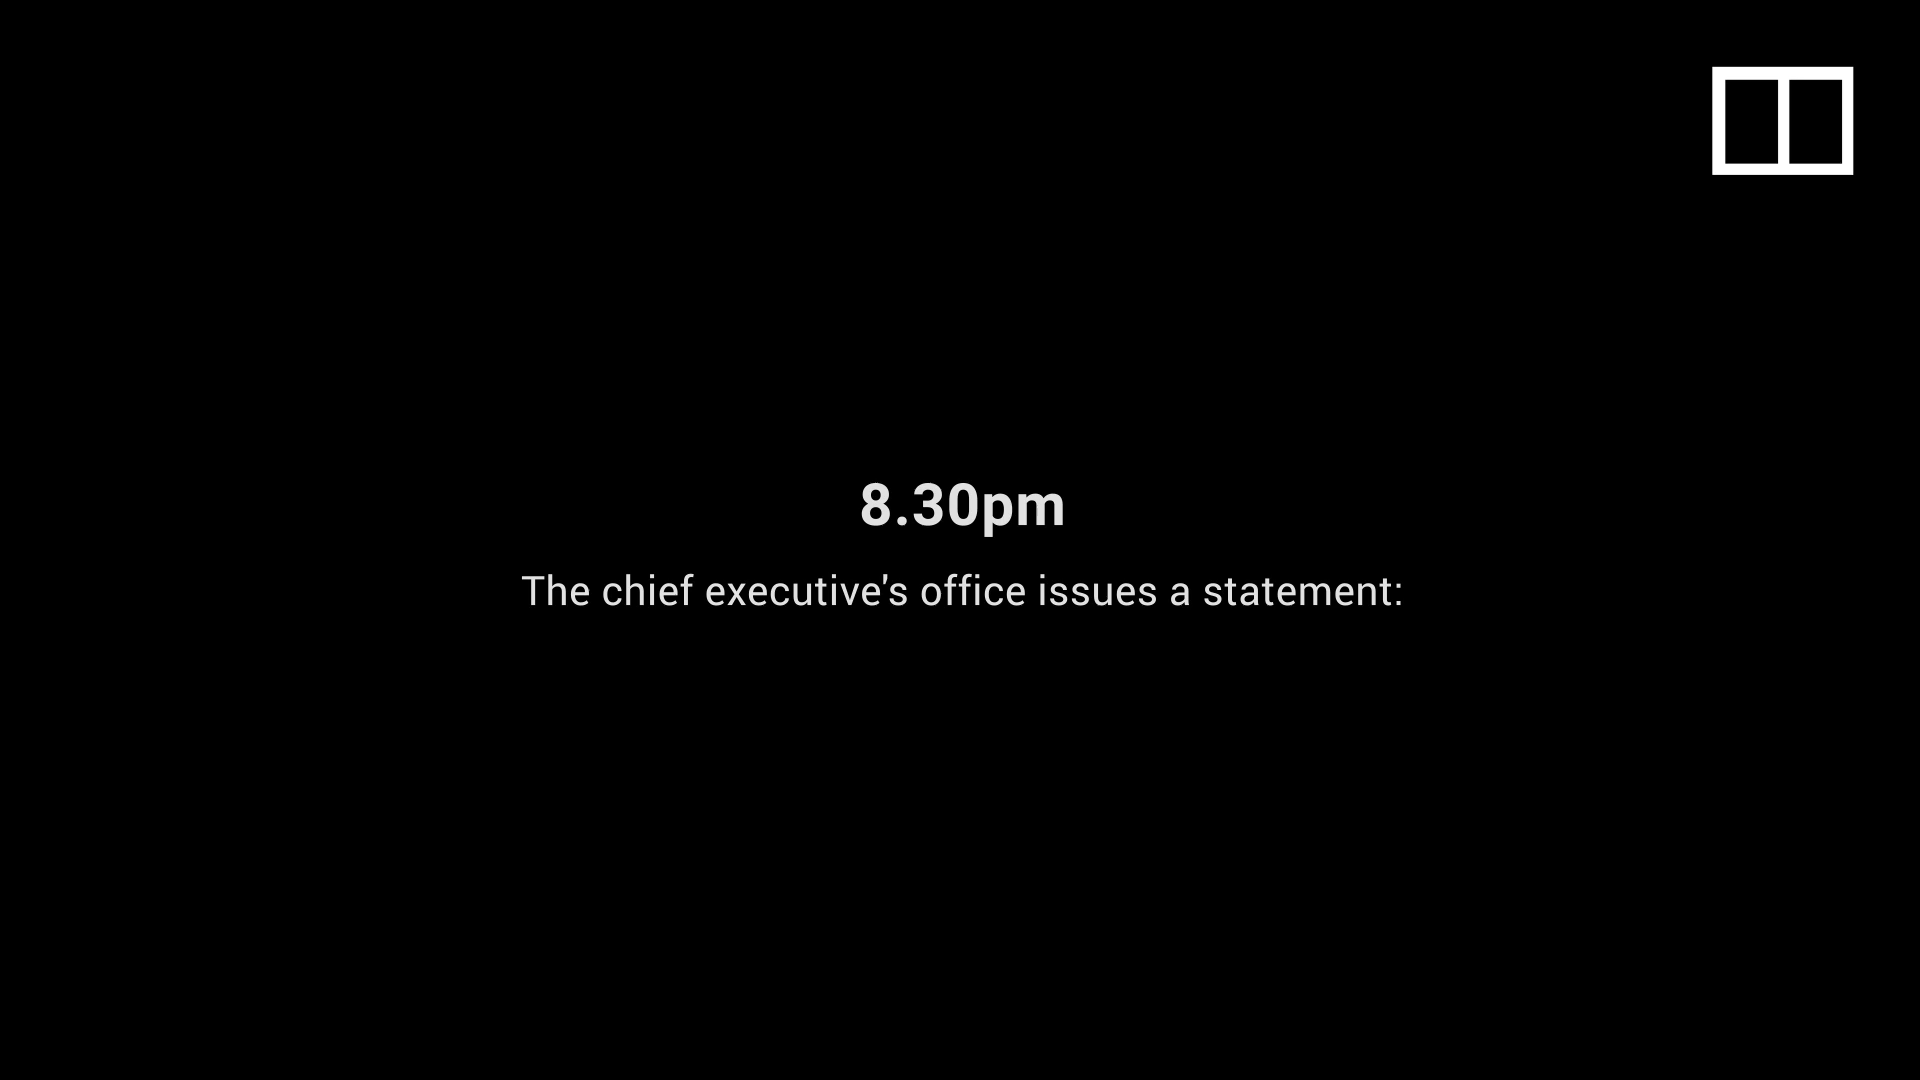 8.30pm
The chief executive's office issues a statement: